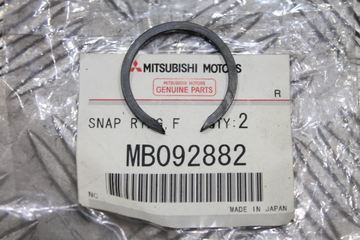 MITSUBISHI MOTORS
MITSUBISHI MOTORS
GENUINE PARTS
R
SNAP F QTY:2
MB092882
NC
MADE IN JAPAN